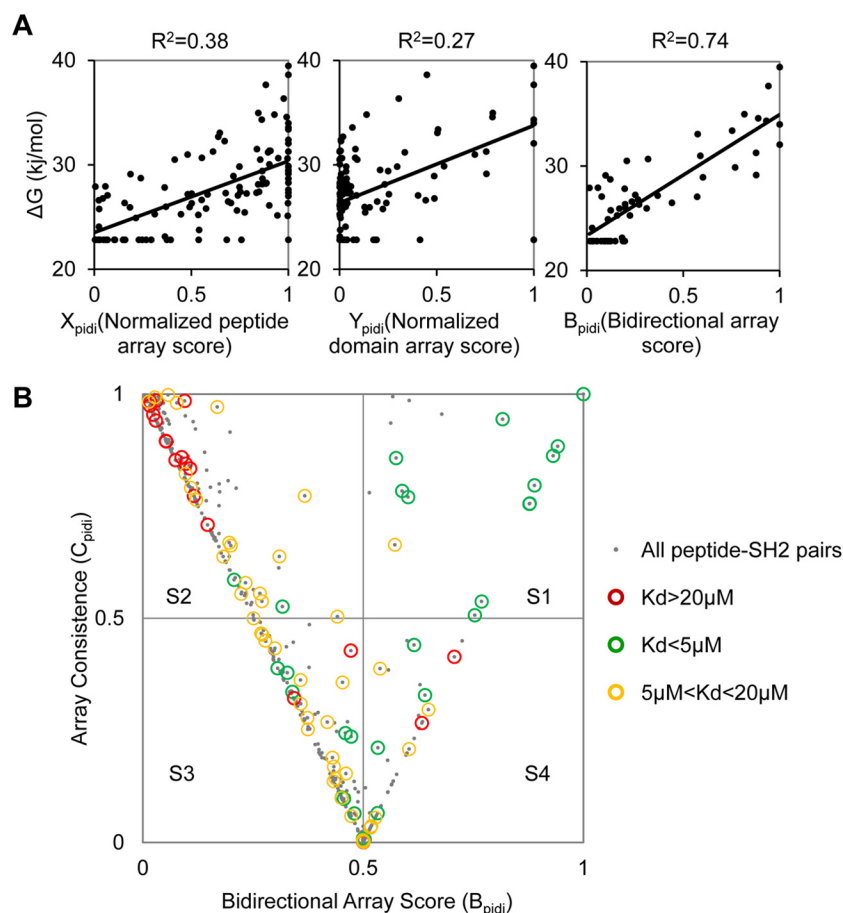 A
R²=0.38
R²=0.27
R²=0.74
ΔG (kj/mol)
40
30
20
0
0.5
1
X_pidi(Normalized peptide
array score)
40
30
20
0
0.5
1
Y_pidi(Normalized
domain array score)
40
30
20
0
0.5
1
B_pidi(Bidirectional array
score)
B
Array Consistence (C_pidi)
1
0.5
0
S2
S1
S3
S4
0
0.5
1
Bidirectional Array Score (B_pidi)
All peptide-SH2 pairs
Kd>20µM
Kd<5µM
5µM<Kd<20µM